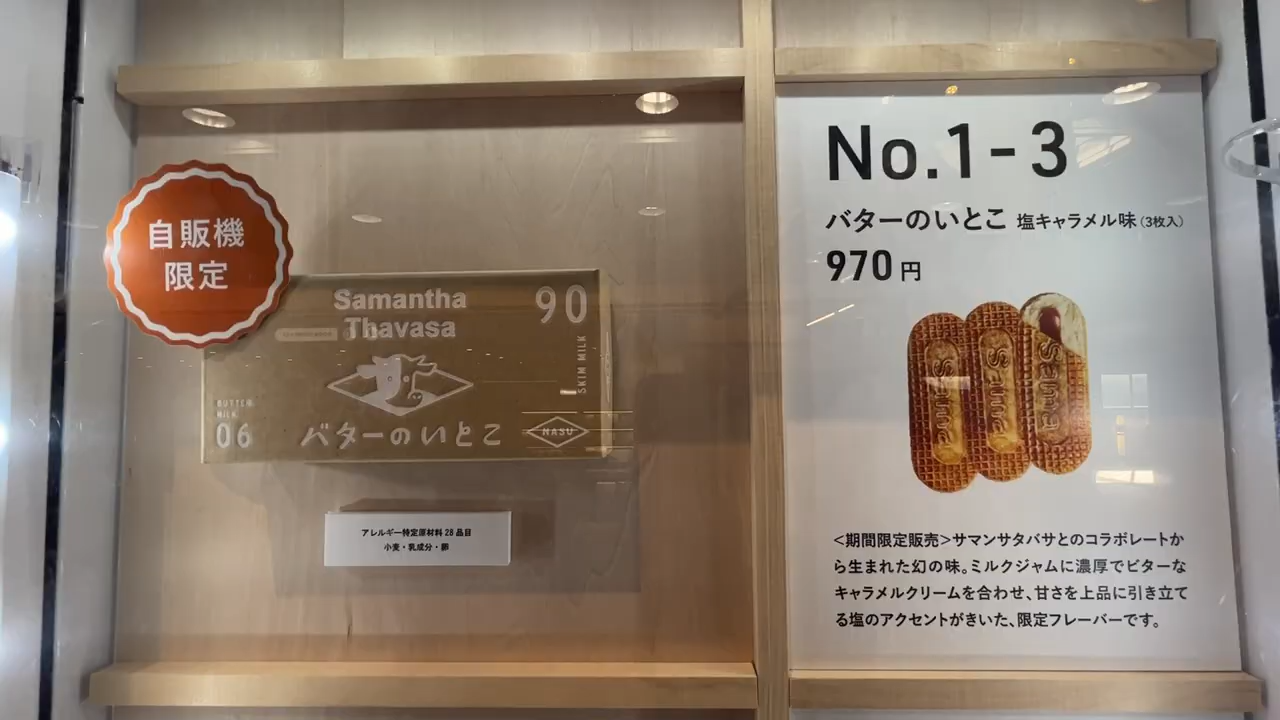 自販機
限定
Samantha
Thavasa
90
SKIM MILK
BUTTER
MILK
06
バターのいとこ
NASU
アレルギー特定原材料28品目
小麦・乳成分・卵
No.1-3
バターのいとこ 塩キャラメル味(3枚入)
970円
<期間限定販売>サマンサタバサとのコラボレートか
ら生まれた幻の味。ミルクジャムに濃厚でビターな
キャラメルクリームを合わせ、甘さを上品に引き立て
る塩のアクセントがきいた、限定フレーバーです。